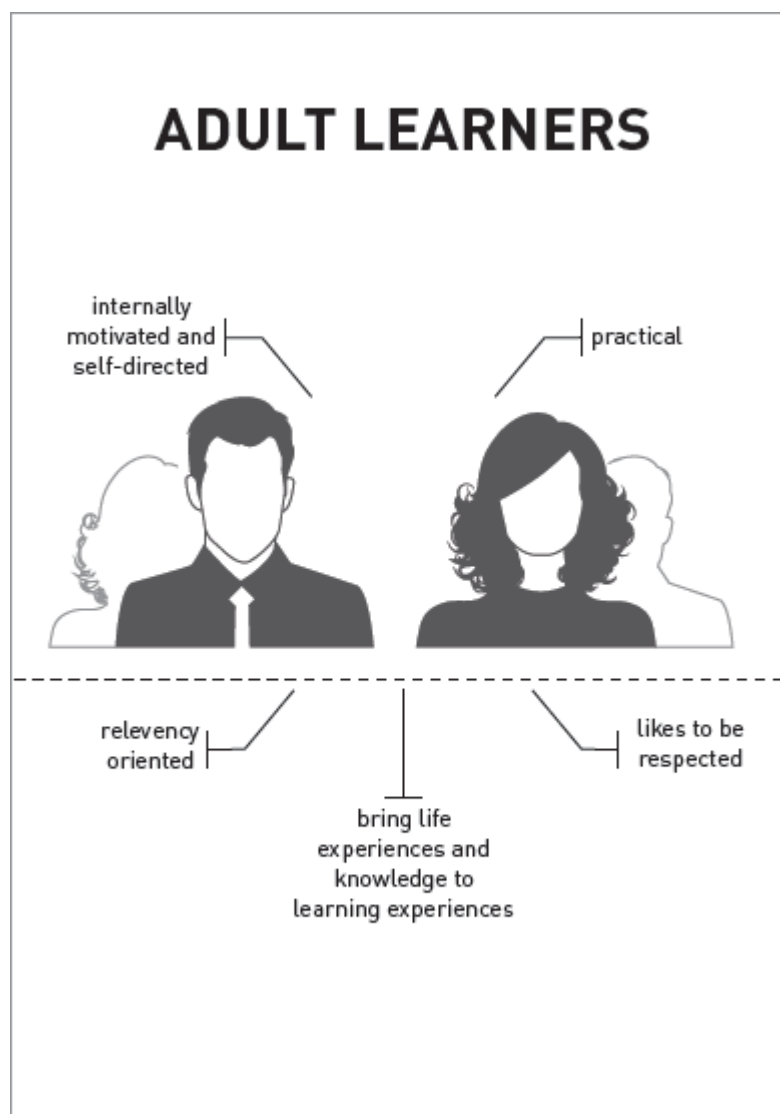 ADULT LEARNERS
internally
motivated and
self-directed
practical
relevency
oriented
likes to be
respected
bring life
experiences and
knowledge to
learning experiences